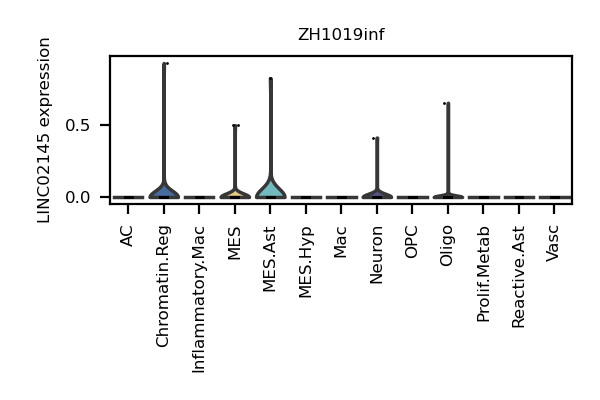 ZH1019inf
LINC02145 expression
0.5
0.0
AC
Chromatin.Reg
Inflammatory.Mac
MES
MES.Ast
MES.Hyp
Mac
Neuron
OPC
Oligo
Prolif.Metab
Reactive.Ast
Vasc